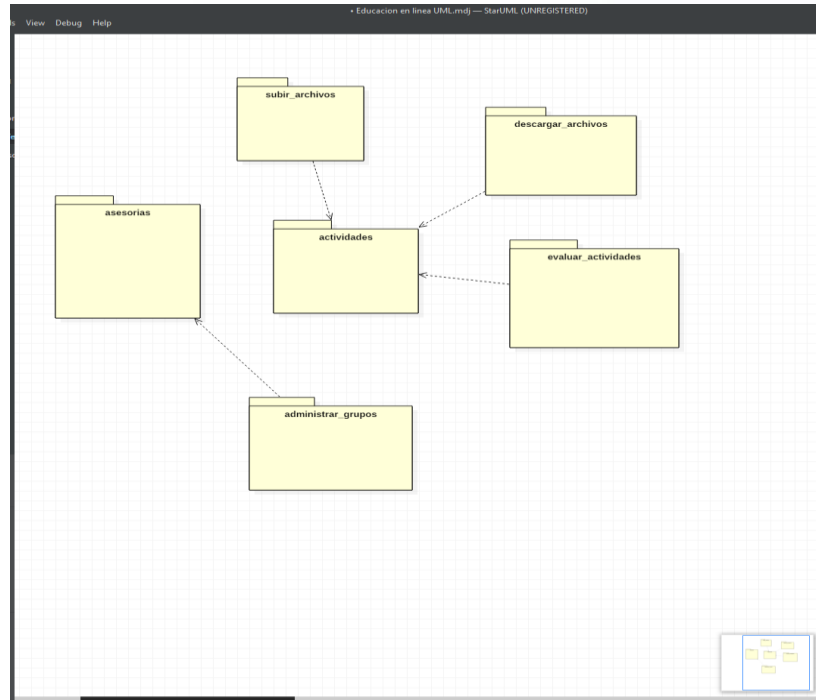 • Educacion en linea UML.mdj — StarUML (UNREGISTERED)
View Debug Help
subir_archivos
descargar_archivos
asesorias
actividades
evaluar_actividades
administrar_grupos